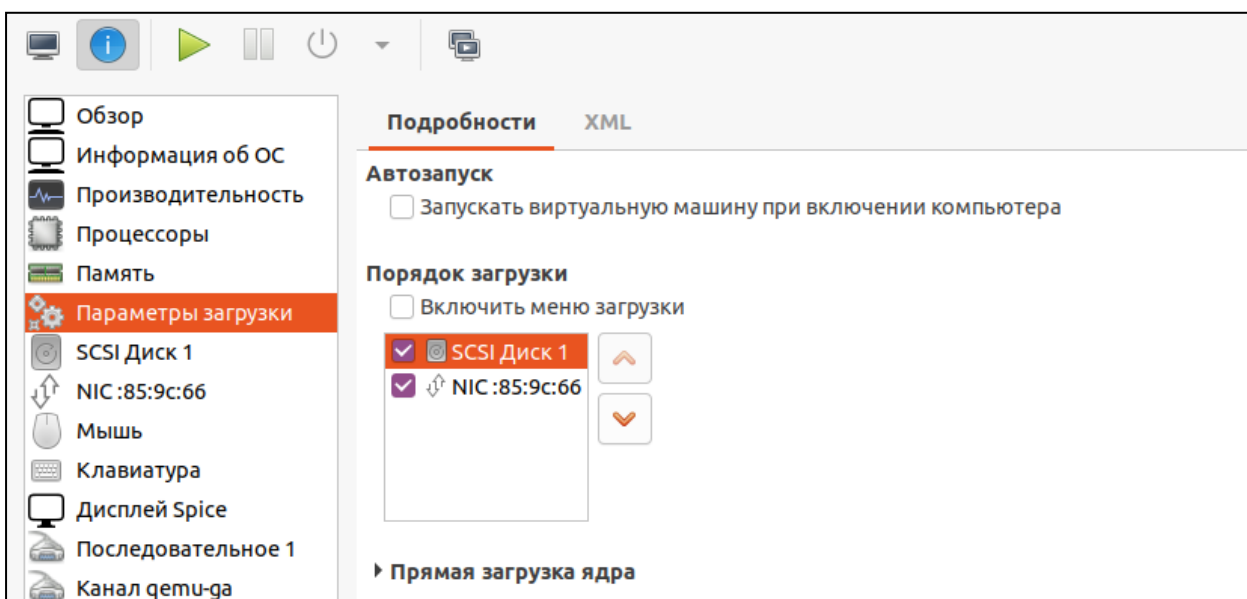 Обзор
Информация об ОС
Производительность
Процессоры
Память
Параметры загрузки
SCSI Диск 1
NIC :85:9c:66
Мышь
Клавиатура
Дисплей Spice
Последовательное 1
Канал qemu-ga
Подробности XML
Автозапуск
Запускать виртуальную машину при включении компьютера
Порядок загрузки
Включить меню загрузки
SCSI Диск 1
NIC :85:9c:66
Прямая загрузка ядра